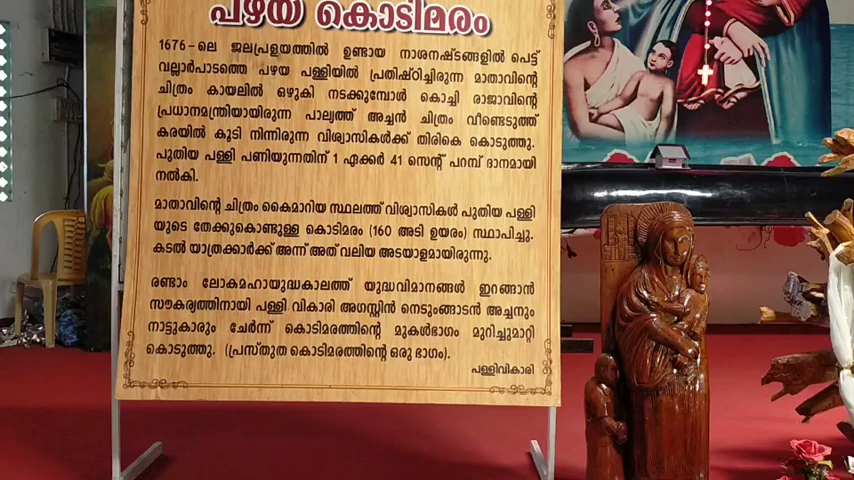 പഴയ കൊടിമരം
1676-ലെ ജലപ്രളയത്തിൽ ഉണ്ടായ നാശനഷ്ടങ്ങളിൽ പെട്ട്
വല്ലാർപാടത്തെ പഴയ പള്ളിയിൽ പ്രതിഷ്ഠിച്ചിരുന്ന മാതാവിന്റെ
ചിത്രം കായലിൽ ഒഴുകി നടക്കുമ്പോൾ കൊച്ചി രാജാവിന്റെ
പ്രധാനമന്ത്രിയായിരുന്ന പാലിയത്ത് അച്ചൻ ചിത്രം വീണ്ടെടുത്ത്
കരയിൽ കൂടി നിന്നിരുന്ന വിശ്വാസികൾക്ക് തിരികെ കൊടുത്തു.
പുതിയ പള്ളി പണിയുന്നതിന് 1 ഏക്കർ 41 സെന്റ് പറമ്പ് ദാനമായി
നൽകി.
മാതാവിന്റെ ചിത്രം കൈമാറിയ സ്ഥലത്ത് വിശ്വാസികൾ പുതിയ പള്ളി
യുടെ തേക്കുകൊണ്ടുള്ള കൊടിമരം (160 അടി ഉയരം) സ്ഥാപിച്ചു.
കടൽ യാത്രക്കാർക്ക് അന്ന് അത് വലിയ അടയാളമായിരുന്നു.
രണ്ടാം ലോകമഹായുദ്ധകാലത്ത് യുദ്ധവിമാനങ്ങൾ ഇറങ്ങാൻ
സൗകര്യത്തിനായി പള്ളി വികാരി അഗസ്റ്റിൻ നെടുംങ്ങാടൻ അച്ചനും
നാട്ടുകാരും ചേർന്ന് കൊടിമരത്തിന്റെ മുകൾഭാഗം മുറിച്ചുമാറ്റി
കൊടുത്തു. (പ്രസ്തുത കൊടിമരത്തിന്റെ ഒരു ഭാഗം).
പള്ളിവികാരി